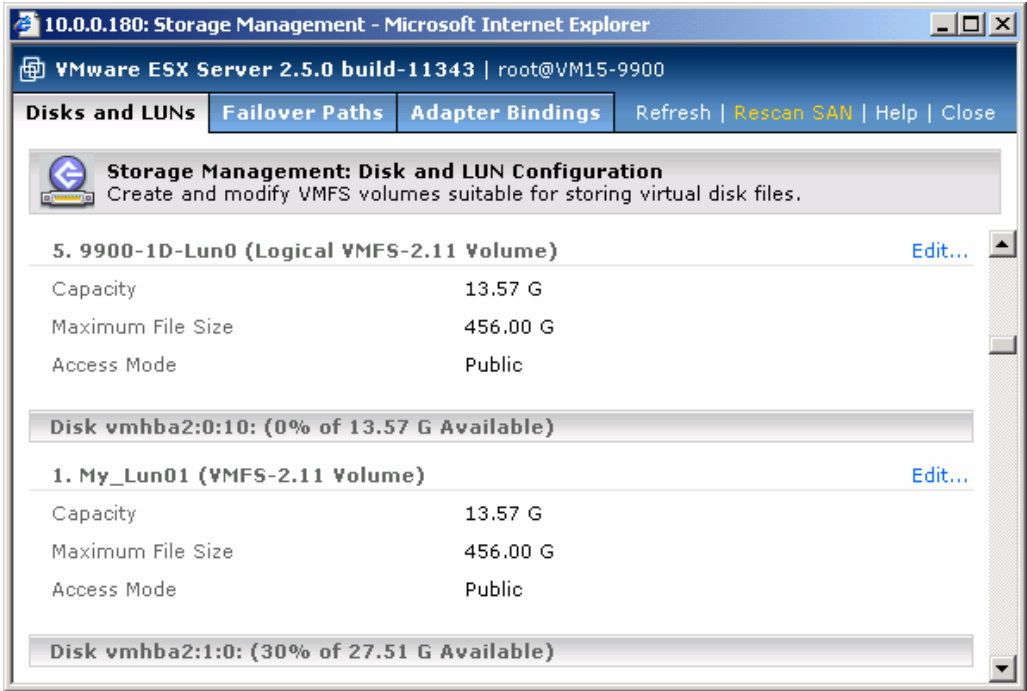 10.0.0.180: Storage Management - Microsoft Internet Explorer
VMware ESX Server 2.5.0 build-11343 | root@VM15-9900
Disks and LUNs Failover Paths Adapter Bindings Refresh | Rescan SAN | Help | Close
Storage Management: Disk and LUN Configuration
Create and modify VMFS volumes suitable for storing virtual disk files.
5. 9900-1D-Lun0 (Logical VMFS-2.11 Volume) Edit...
Capacity 13.57 G
Maximum File Size 456.00 G
Access Mode Public
Disk vmhba2:0:10: (0% of 13.57 G Available)
1. My_Lun01 (VMFS-2.11 Volume) Edit...
Capacity 13.57 G
Maximum File Size 456.00 G
Access Mode Public
Disk vmhba2:1:0: (30% of 27.51 G Available)